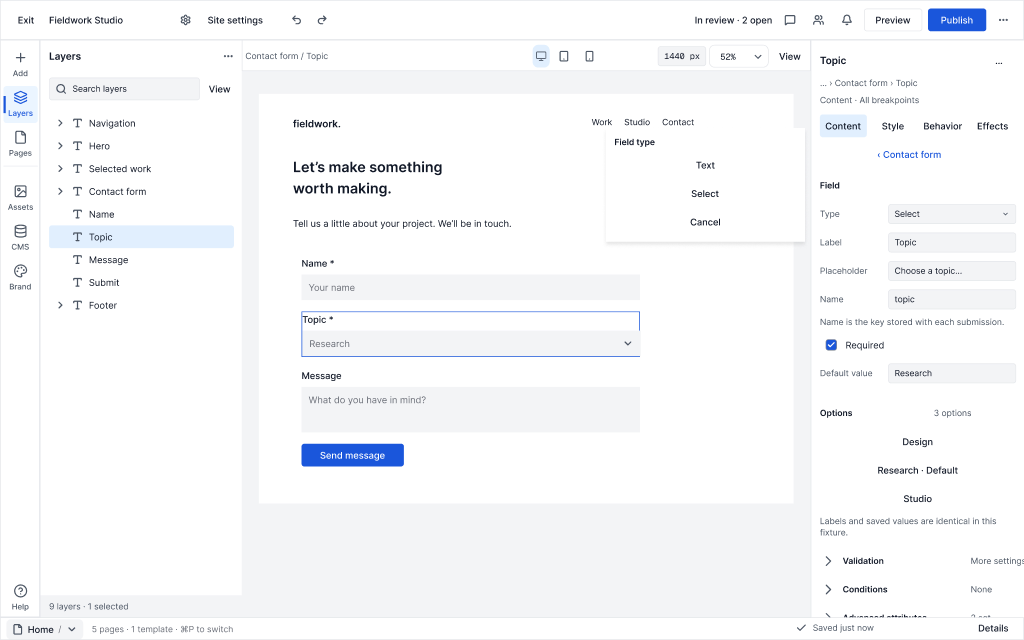 Exit
Fieldwork Studio
Site settings
In review · 2 open
Preview
Publish
Add
Layers
Pages
Assets
CMS
Brand
Help
Layers
Search layers
View
Navigation
Hero
Selected work
Contact form
Name
Topic
Message
Submit
Footer
9 layers · 1 selected
Contact form / Topic
1440 px
52%
View
fieldwork.
Work
Studio
Contact
Let's make something
worth making.
Tell us a little about your project. We'll be in touch.
Field type
Text
Select
Cancel
Name *
Your name
Topic *
Research
Message
What do you have in mind?
Send message
Topic
... › Contact form › Topic
Content · All breakpoints
Content
Style
Behavior
Effects
‹ Contact form
Field
Type
Select
Label
Topic
Placeholder
Choose a topic...
Name
topic
Name is the key stored with each submission.
Required
Default value
Research
Options
3 options
Design
Research · Default
Studio
Labels and saved values are identical in this
fixture.
Validation
More settings
Conditions
None
Advanced attributes
Home /
5 pages · 1 template · ⌘P to switch
Saved just now
Details